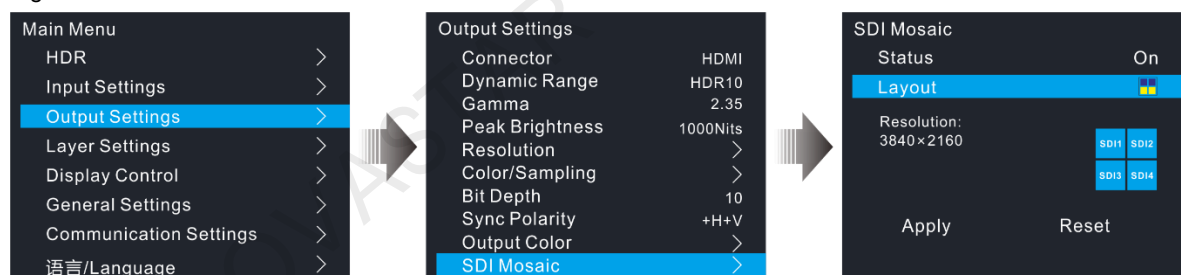 Main Menu
HDR >
Input Settings >
Output Settings >
Layer Settings >
Display Control >
General Settings >
Communication Settings >
语言/Language >
Output Settings
Connector HDMI
Dynamic Range HDR10
Gamma 2.35
Peak Brightness 1000Nits
Resolution >
Color/Sampling >
Bit Depth 10
Sync Polarity +H+V
Output Color >
SDI Mosaic >
SDI Mosaic
Status On
Layout
Resolution:
3840×2160
SDI1 SDI2
SDI3 SDI4
Apply Reset